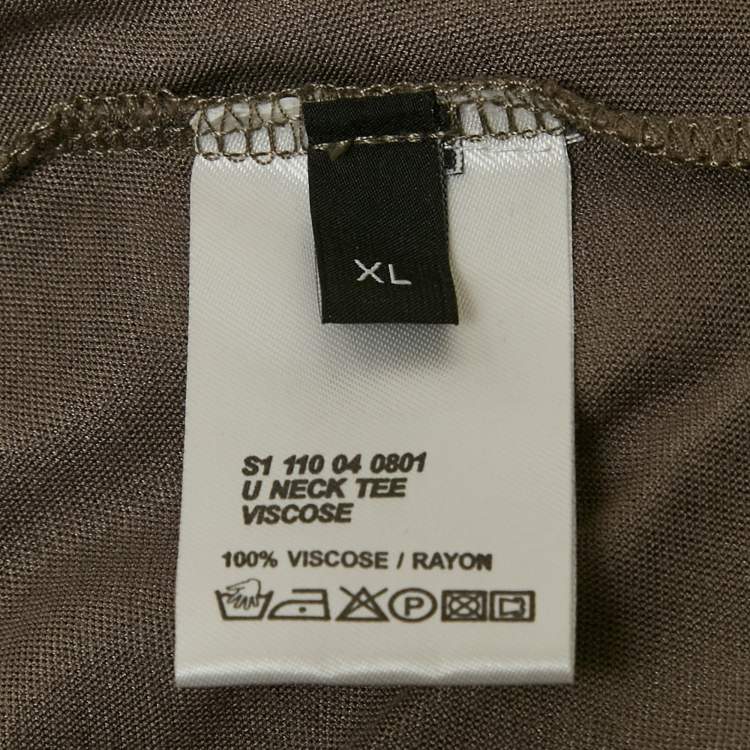 XL
S1 110 04 0801
U NECK TEE
VISCOSE
100% VISCOSE / RAYON
P